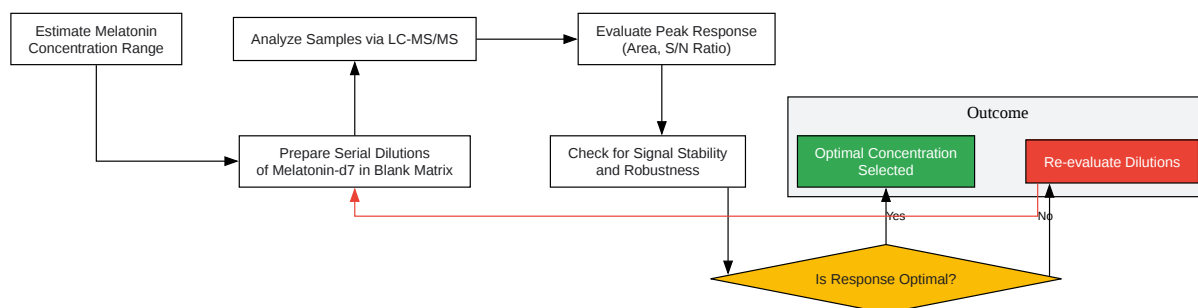 Estimate Melatonin
Concentration Range
Analyze Samples via LC-MS/MS
Evaluate Peak Response
(Area, S/N Ratio)
Prepare Serial Dilutions
of Melatonin-d7 in Blank Matrix
Check for Signal Stability
and Robustness
Outcome
Optimal Concentration
Selected
Re-evaluate Dilutions
Yes
No
Is Response Optimal?